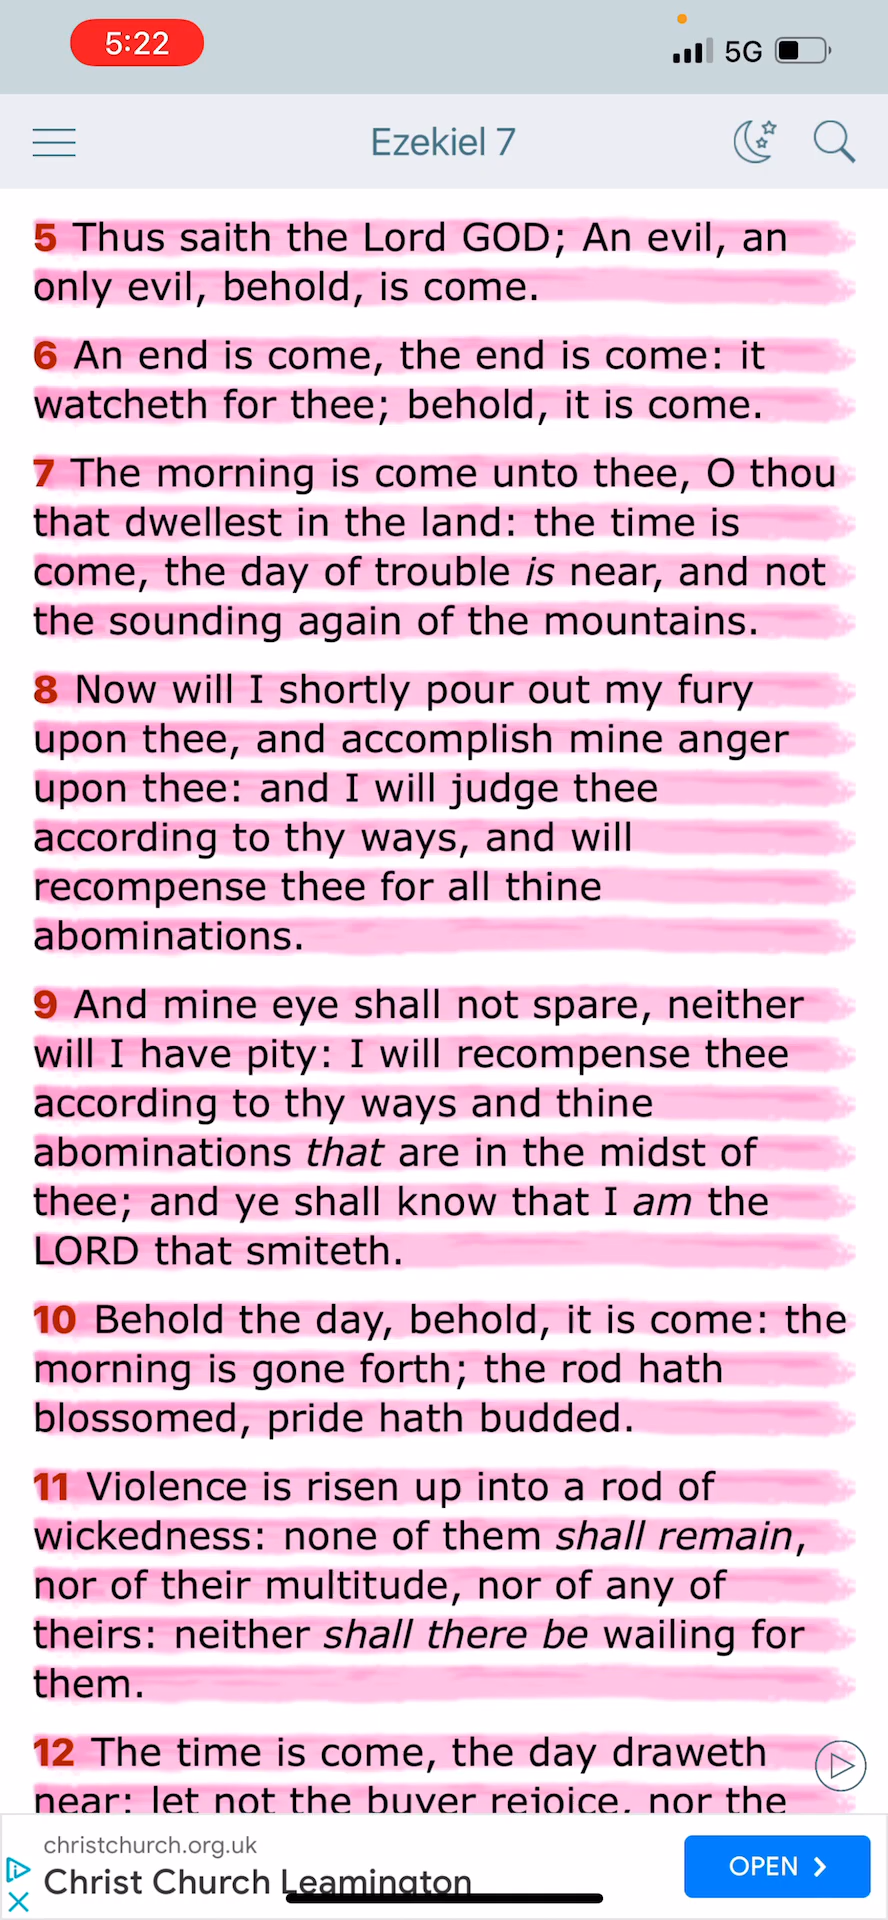 5:22
5G
Ezekiel 7
5 Thus saith the Lord GOD; An evil, an
only evil, behold, is come.
6 An end is come, the end is come: it
watcheth for thee; behold, it is come.
7 The morning is come unto thee, O thou
that dwellest in the land: the time is
come, the day of trouble is near, and not
the sounding again of the mountains.
8 Now will I shortly pour out my fury
upon thee, and accomplish mine anger
upon thee: and I will judge thee
according to thy ways, and will
recompense thee for all thine
abominations.
9 And mine eye shall not spare, neither
will I have pity: I will recompense thee
according to thy ways and thine
abominations that are in the midst of
thee; and ye shall know that I am the
LORD that smiteth.
10 Behold the day, behold, it is come: the
morning is gone forth; the rod hath
blossomed, pride hath budded.
11 Violence is risen up into a rod of
wickedness: none of them shall remain,
nor of their multitude, nor of any of
theirs: neither shall there be wailing for
them.
12 The time is come, the day draweth
near: let not the buyer rejoice, nor the
christchurch.org.uk
Christ Church Leamington
OPEN